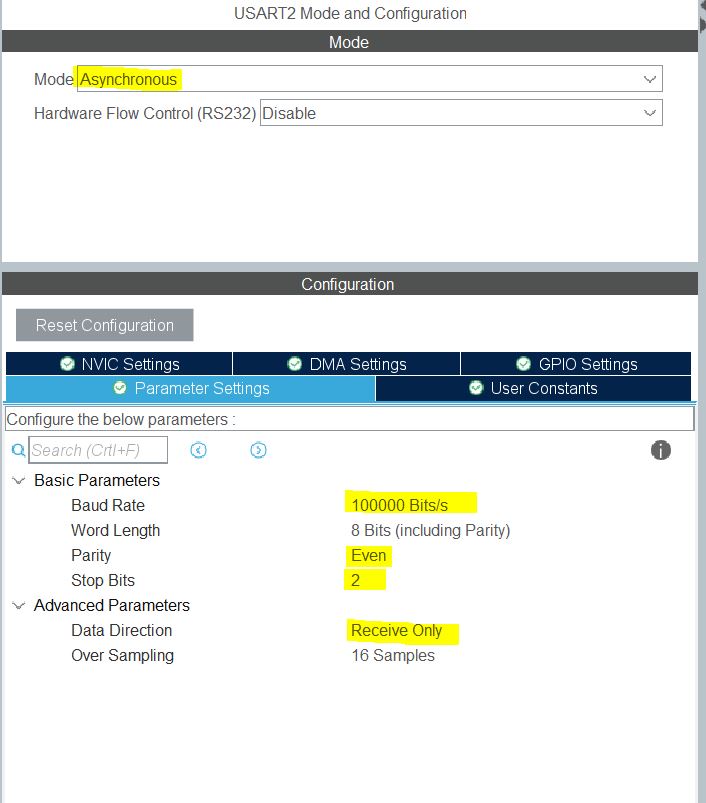 USART2 Mode and Configuration
Mode
Mode Asynchronous
Hardware Flow Control (RS232) Disable
Configuration
Reset Configuration
NVIC Settings DMA Settings GPIO Settings
Parameter Settings User Constants
Configure the below parameters :
Search (Crtl+F)
Basic Parameters
Baud Rate 100000 Bits/s
Word Length 8 Bits (including Parity)
Parity Even
Stop Bits 2
Advanced Parameters
Data Direction Receive Only
Over Sampling 16 Samples